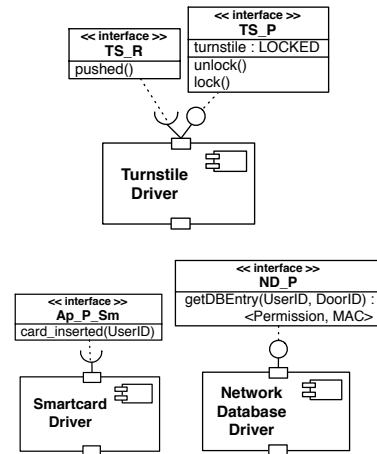 << interface >>
TS_R
pushed()
<< interface >>
TS_P
turnstile : LOCKED
unlock()
lock()
Turnstile
Driver
<< interface >>
Ap_P_Sm
card_inserted(UserID)
Smartcard
Driver
<< interface >>
ND_P
getDBEntry(UserID, DoorID) :
<Permission, MAC>
Network
Database
Driver